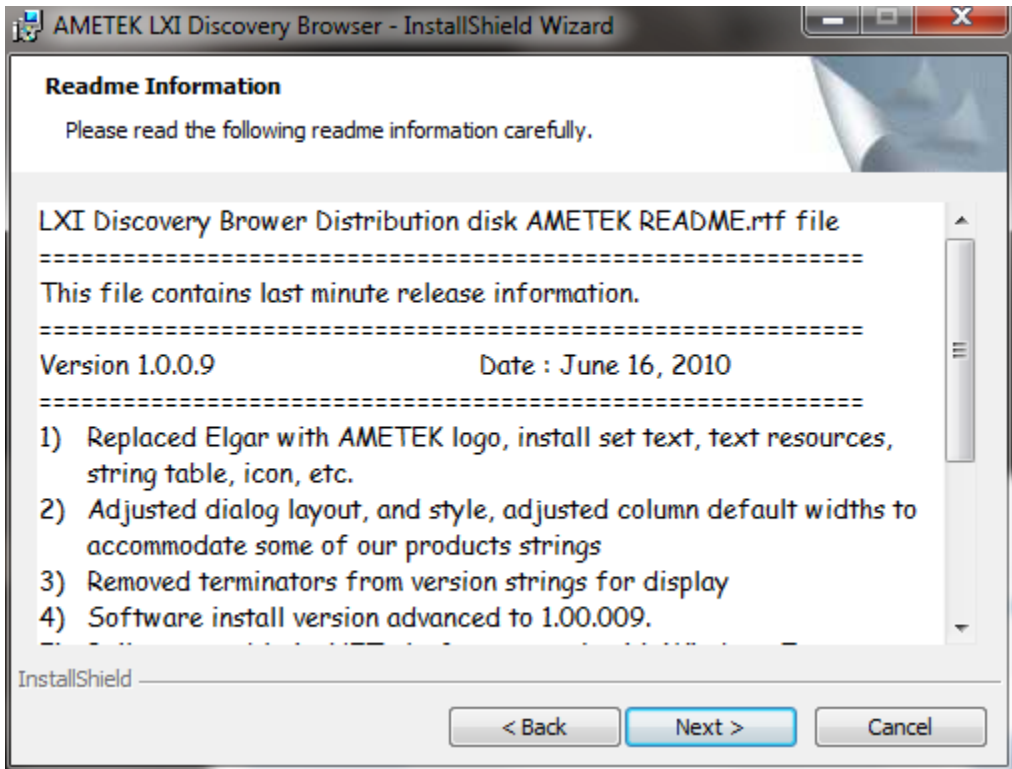 AMETEK LXI Discovery Browser - InstallShield Wizard
Readme Information
Please read the following readme information carefully.
LXI Discovery Brower Distribution disk AMETEK README.rtf file
===========================================================
This file contains last minute release information.
===========================================================
Version 1.0.0.9 Date : June 16, 2010
===========================================================
1) Replaced Elgar with AMETEK logo, install set text, text resources,
string table, icon, etc.
2) Adjusted dialog layout, and style, adjusted column default widths to
accommodate some of our products strings
3) Removed terminators from version strings for display
4) Software install version advanced to 1.00.009.
InstallShield
< Back Next > Cancel